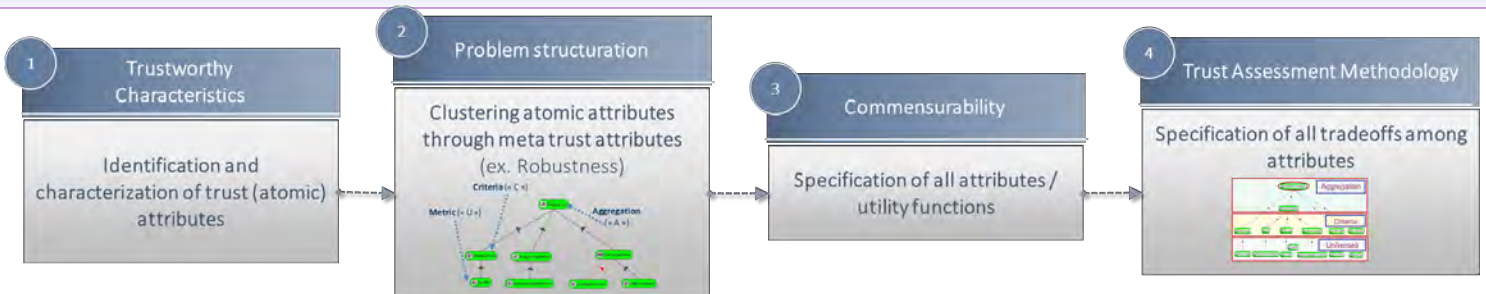 1
Trustworthy
Characteristics
Identification and
characterization of trust (atomic)
attributes
2
Problem structuration
Clustering atomic attributes
through meta trust attributes
(ex. Robustness)
Criteria (« C »)
Metric (« U »)
Aggregation
(« A »)
3
Commensurability
Specification of all attributes /
utility functions
4
Trust Assessment Methodology
Specification of all tradeoffs among
attributes
Aggregation
Criteria
Universes